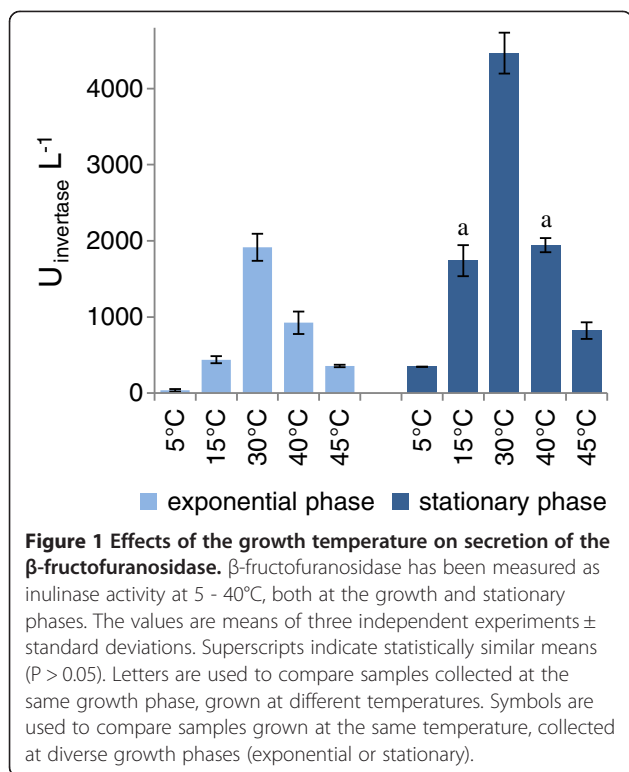 4000
3000
2000
1000
0
U invertase L-1
a
a
5°C
15°C
30°C
40°C
45°C
5°C
15°C
30°C
40°C
45°C
exponential phase
stationary phase
Figure 1 Effects of the growth temperature on secretion of the
β-fructofuranosidase. β-fructofuranosidase has been measured as
inulinase activity at 5 - 40°C, both at the growth and stationary
phases. The values are means of three independent experiments ±
standard deviations. Superscripts indicate statistically similar means
(P > 0.05). Letters are used to compare samples collected at the
same growth phase, grown at different temperatures. Symbols are
used to compare samples grown at the same temperature, collected
at diverse growth phases (exponential or stationary).